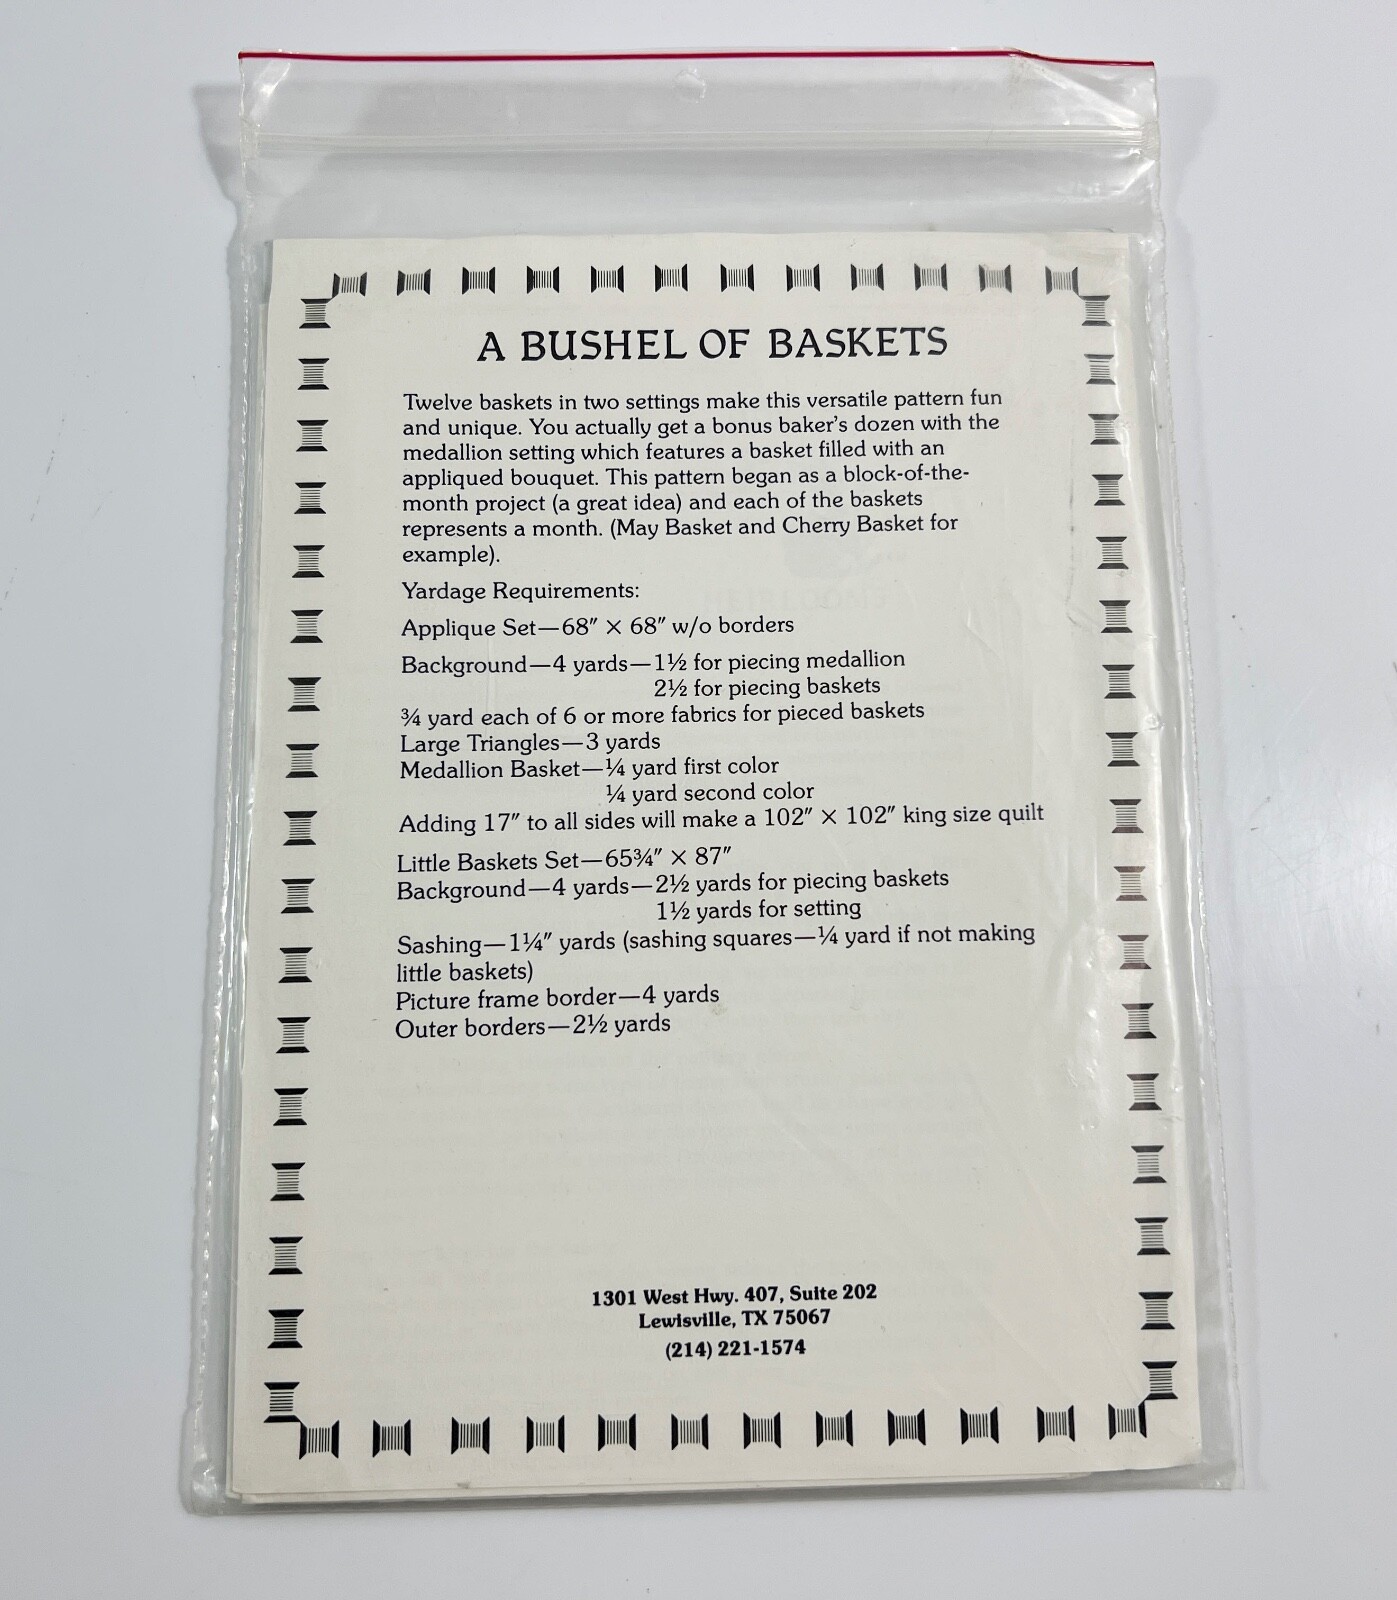 A BUSHEL OF BASKETS
Twelve baskets in two settings make this versatile pattern fun
and unique. You actually get a bonus baker's dozen with the
medallion setting which features a basket filled with an
appliqued bouquet. This pattern began as a block-of-the-
month project (a great idea) and each of the baskets
represents a month. (May Basket and Cherry Basket for
example).
Yardage Requirements:
Applique Set—68″ × 68″ w/o borders
Background—4 yards—1½ for piecing medallion
2½ for piecing baskets
¾ yard each of 6 or more fabrics for pieced baskets
Large Triangles—3 yards
Medallion Basket—¼ yard first color
¼ yard second color
Adding 17″ to all sides will make a 102″ × 102″ king size quilt
Little Baskets Set—65¾″ × 87″
Background—4 yards—2½ yards for piecing baskets
1½ yards for setting
Sashing—1¼″ yards (sashing squares—¼ yard if not making
little baskets)
Picture frame border—4 yards
Outer borders—2½ yards
1301 West Hwy. 407, Suite 202
Lewisville, TX 75067
(214) 221-1574